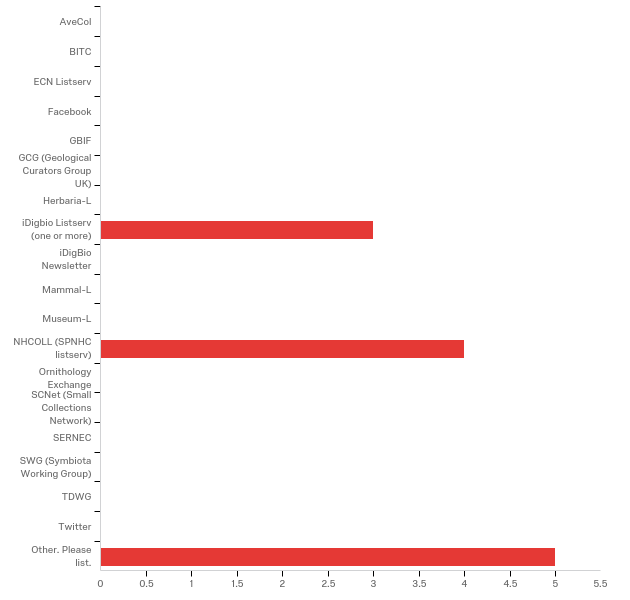 AveCol
BITC
ECN Listserv
Facebook
GBIF
GCG (Geological
Curators Group
UK)
Herbaria-L
iDigbio Listserv
(one or more)
iDigBio
Newsletter
Mammal-L
Museum-L
NHCOLL (SPNHC
listserv)
Ornithology
Exchange
SCNet (Small
Collections
Network)
SERNEC
SWG (Symbiota
Working Group)
TDWG
Twitter
Other. Please
list.
0 0.5 1 1.5 2 2.5 3 3.5 4 4.5 5 5.5